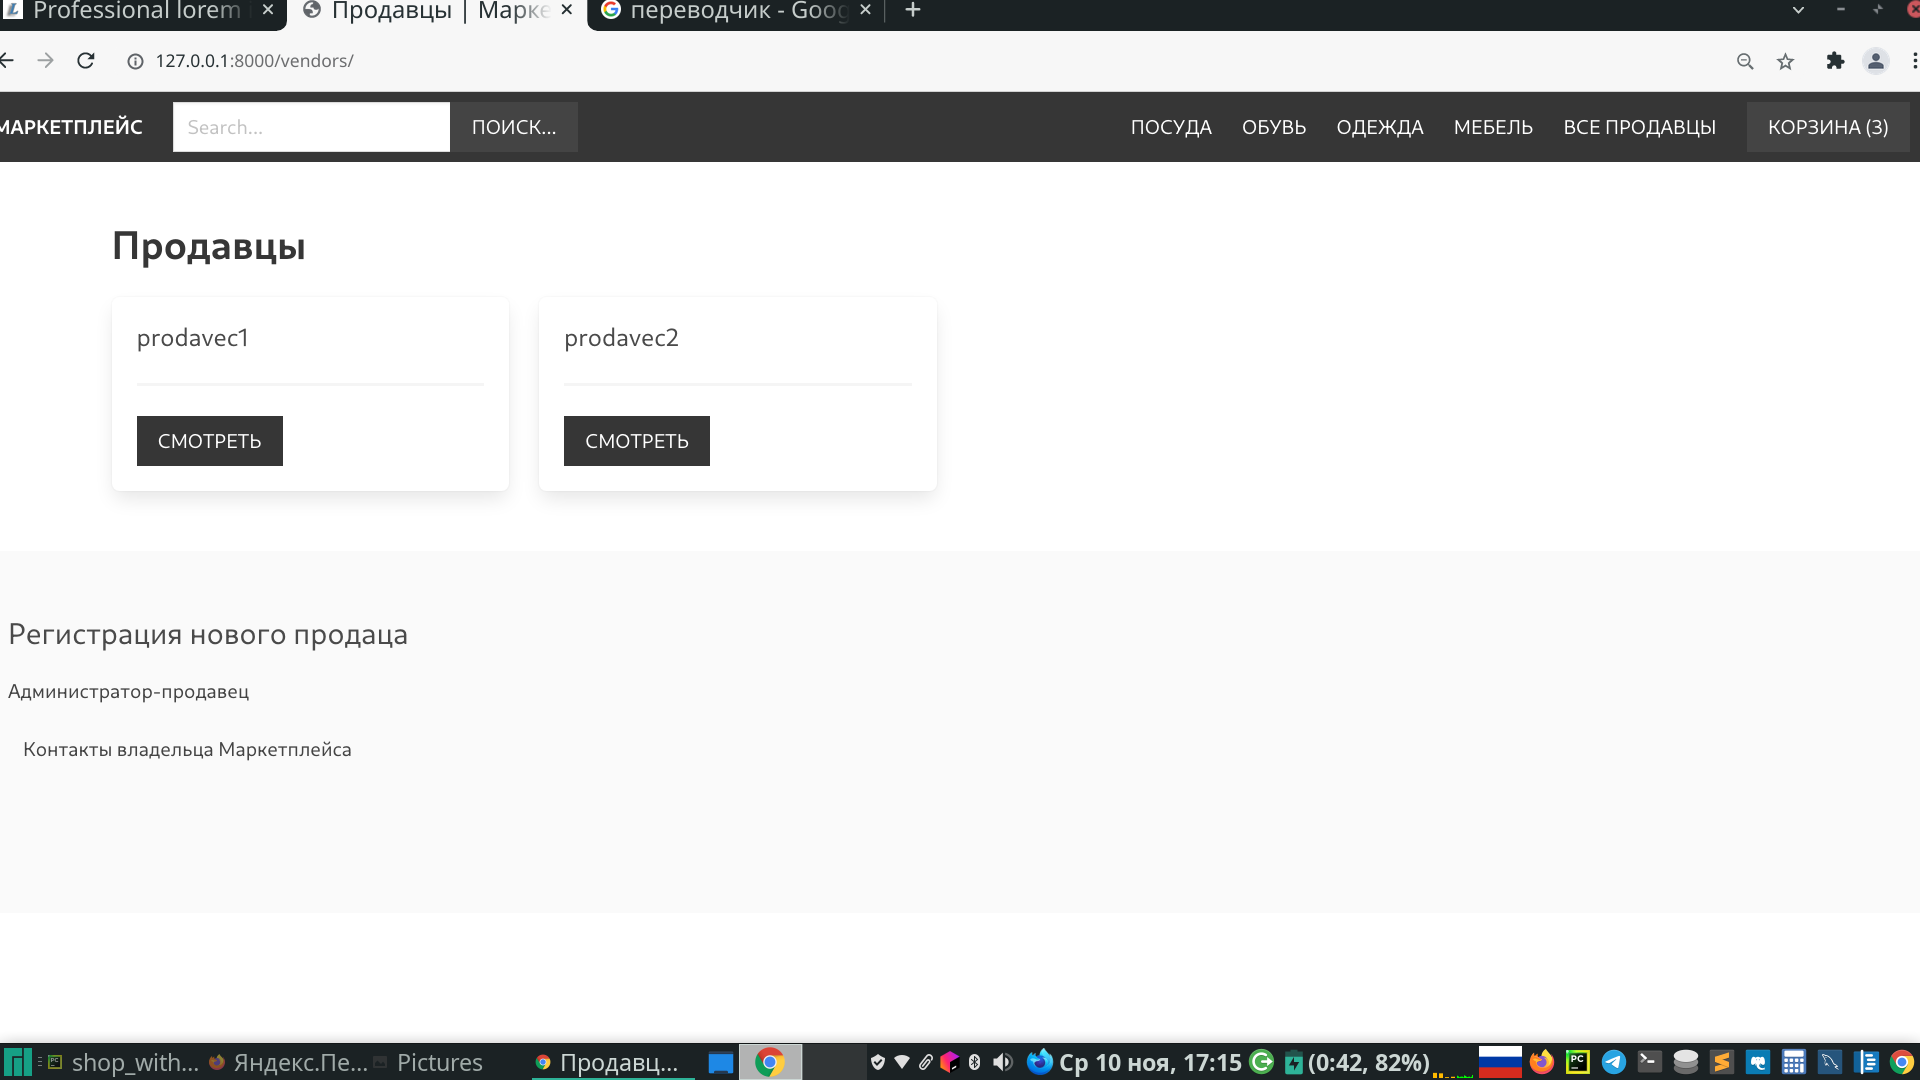 Professional lorem
Продавцы | Марке
переводчик - Goog
127.0.0.1:8000/vendors/
МАРКЕТПЛЕЙС
Search...
ПОИСК...
ПОСУДА
ОБУВЬ
ОДЕЖДА
МЕБЕЛЬ
ВСЕ ПРОДАВЦЫ
КОРЗИНА (3)
Продавцы
prodavec1
СМОТРЕТЬ
prodavec2
СМОТРЕТЬ
Регистрация нового продаца
Администратор-продавец
Контакты владельца Маркетплейса
shop_with...
Яндекс.Пе...
Pictures
Продавц...
Ср 10 ноя, 17:15
(0:42, 82%)